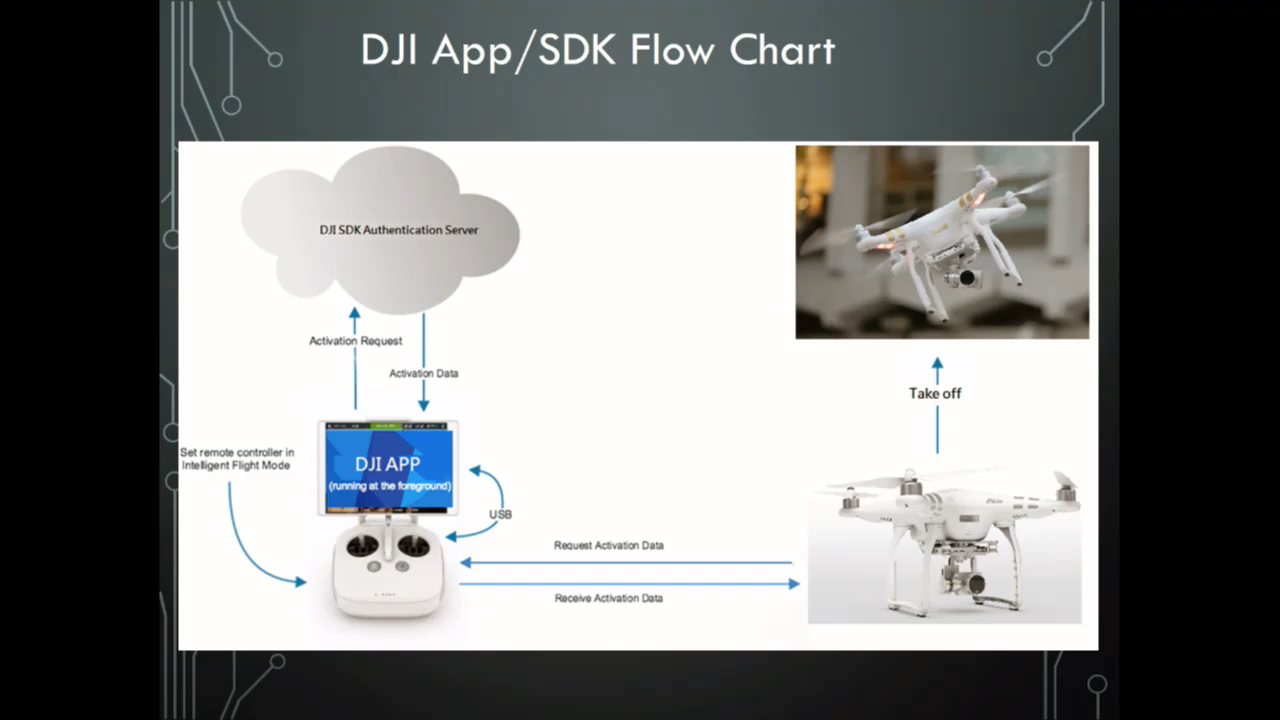 DJI App/SDK Flow Chart
DJI SDK Authentication Server
Activation Request
Activation Data
Take off
Set remote controller in
Intelligent Flight Mode
DJI APP
(running at the foreground)
USB
Request Activation Data
Receive Activation Data